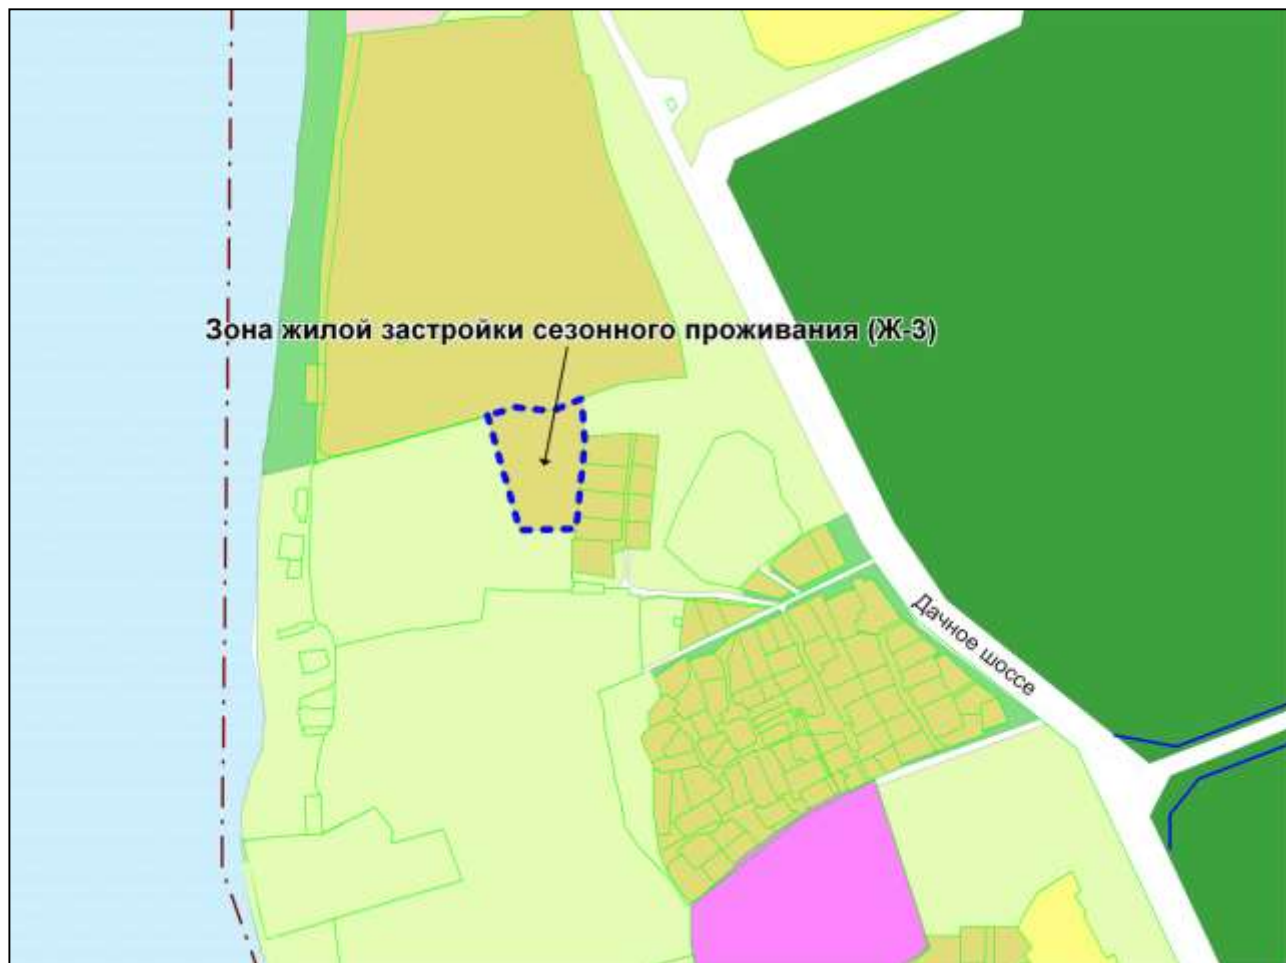 Зона жилой застройки сезонного проживания (Ж-3)
Дачное шоссе